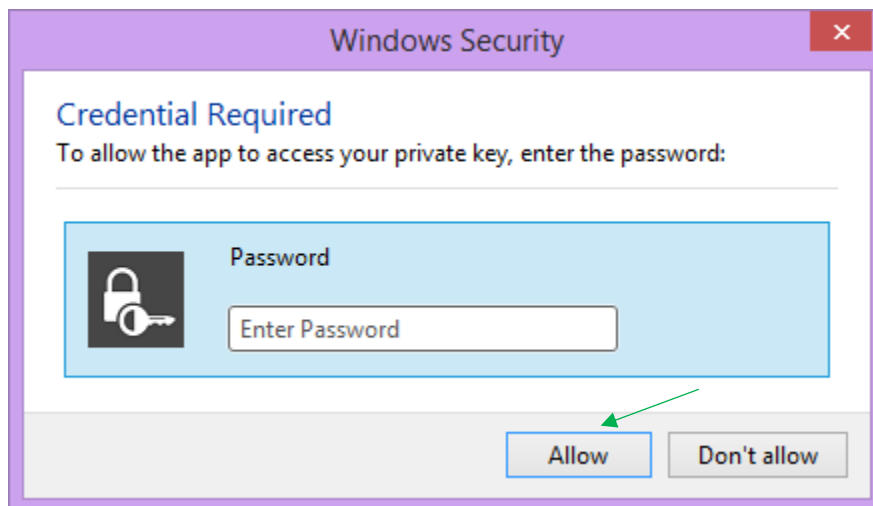 Windows Security
Credential Required
To allow the app to access your private key, enter the password:
Password
Enter Password
Allow
Don't allow